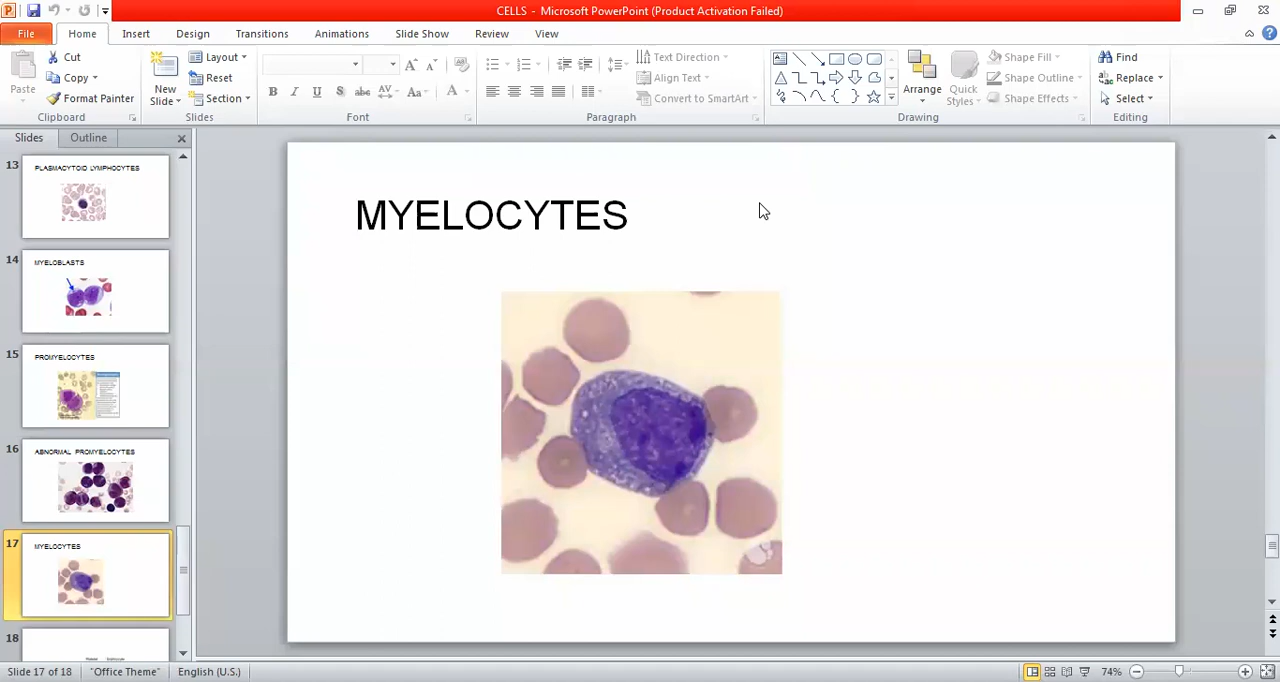 CELLS - Microsoft PowerPoint (Product Activation Failed)
File Home Insert Design Transitions Animations Slide Show Review View
Paste
Cut
Copy
Format Painter
Clipboard
New Slide
Layout
Reset
Section
Slides
B I U S abc AV Aa A
Font
Text Direction
Align Text
Convert to SmartArt
Paragraph
Arrange
Quick Styles
Shape Fill
Shape Outline
Shape Effects
Drawing
Find
Replace
Select
Editing
Slides Outline
13
PLASMACYTOID LYMPHOCYTES
14
MYELOBLASTS
15
PROMYELOCYTES
16
ABNORMAL PROMYELOCYTES
17
MYELOCYTES
18
MYELOCYTES
Slide 17 of 18 "Office Theme" English (U.S.) 74%